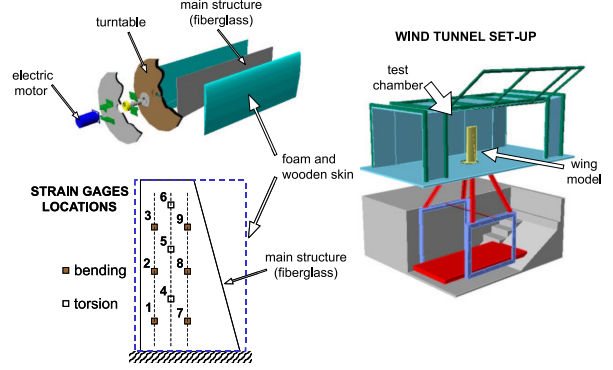 main structure
(fiberglass)
turntable
electric
motor
foam and
wooden skin
WIND TUNNEL SET-UP
test
chamber
wing
model
STRAIN GAGES
LOCATIONS
6
3
9
5
2
8
4
1
7
bending
torsion
main structure
(fiberglass)